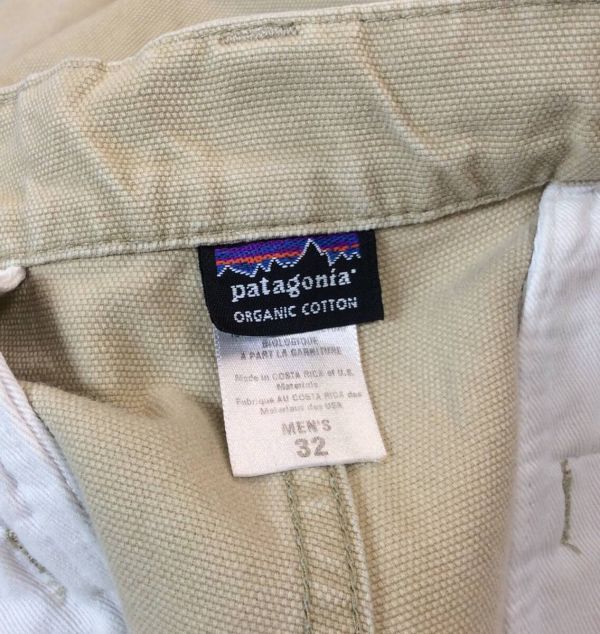 patagonia®
ORGANIC COTTON
BIOLOGIQUE
A PART LA GARNITURE
Made in COSTA RICA of U.S.
Materials.
Fabrique AU COSTA RICA des
Materiaux des USA
MEN'S
32